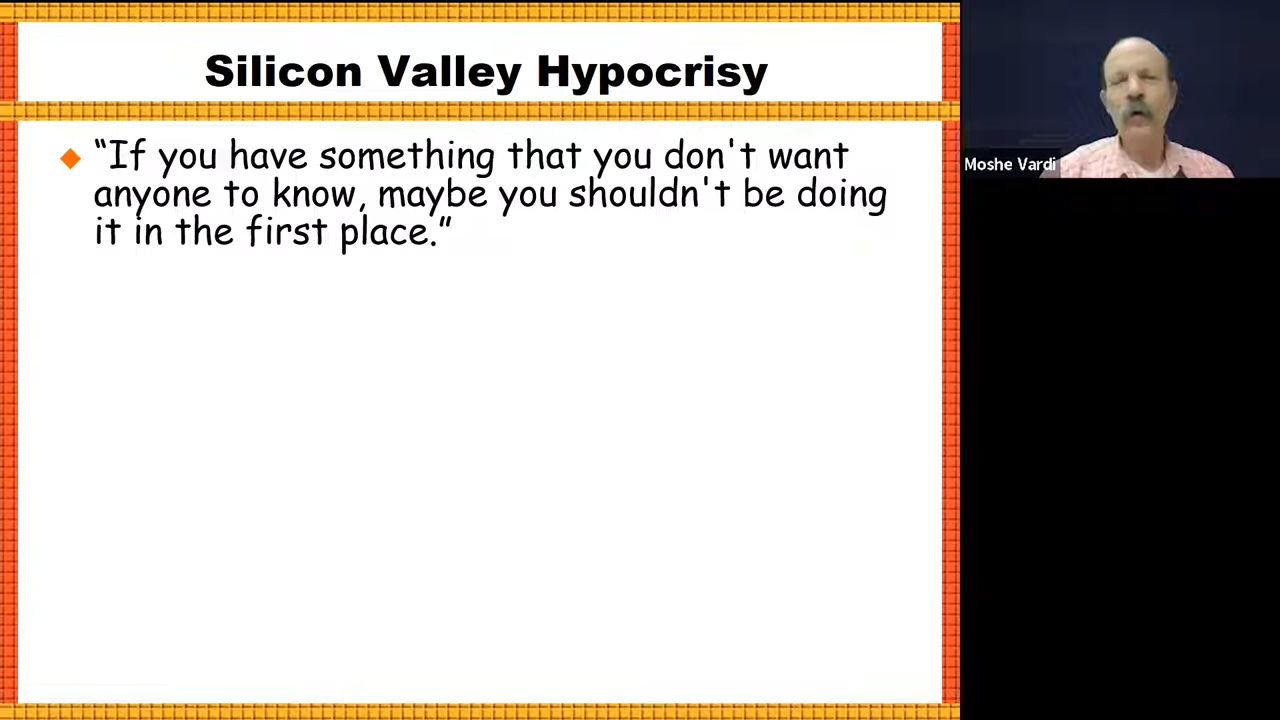 Silicon Valley Hypocrisy
“If you have something that you don't want
anyone to know, maybe you shouldn't be doing
it in the first place.”
Moshe Vardi